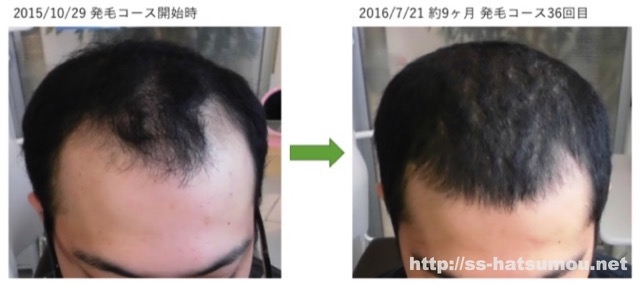 2015/10/29 発毛コース開始時
2016/7/21 約9ヶ月 発毛コース36回目
http://ss-hatsumou.net